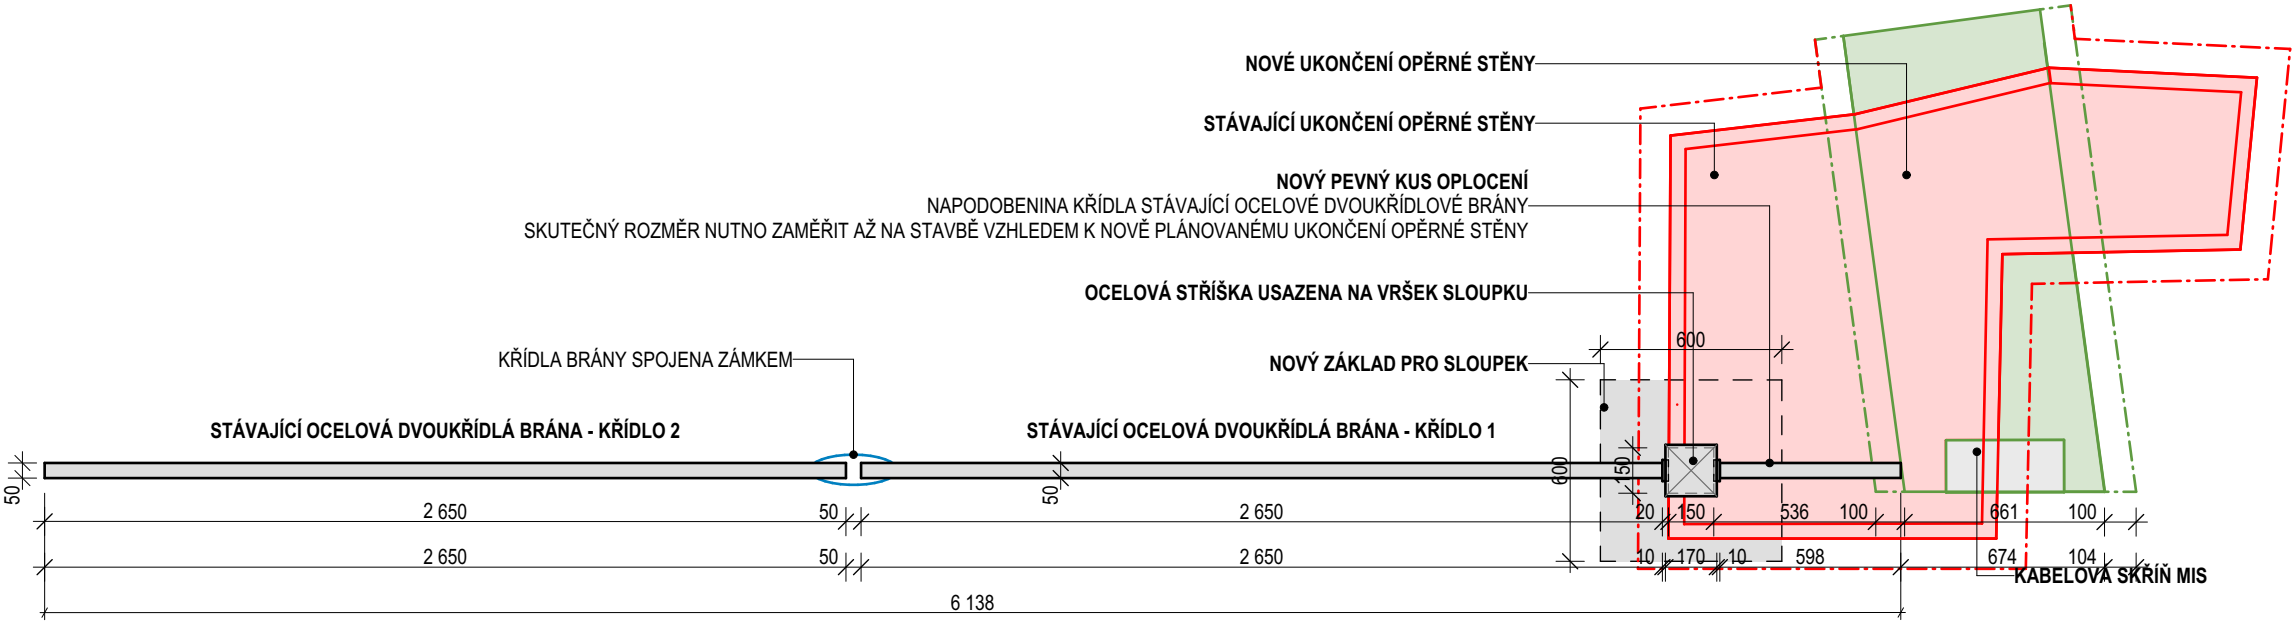 NOVÉ UKONČENÍ OPĚRNÉ STĚNY
STÁVAJÍCÍ UKONČENÍ OPĚRNÉ STĚNY
NOVÝ PEVNÝ KUS OPLOCENÍ
NAPODOBENINA KŘÍDLA STÁVAJÍCÍ OCELOVÉ DVOUKŘÍDLOVÉ BRÁNY
SKUTEČNÝ ROZMĚR NUTNO ZAMĚŘIT AŽ NA STAVBĚ VZHLEDEM K NOVĚ PLÁNOVANÉMU UKONČENÍ OPĚRNÉ STĚNY
OCELOVÁ STŘÍŠKA USAZENA NA VRŠEK SLOUPKU
600
KŘÍDLA BRÁNY SPOJENA ZÁMKEM
NOVÝ ZÁKLAD PRO SLOUPEK
STÁVAJÍCÍ OCELOVÁ DVOUKŘÍDLÁ BRÁNA - KŘÍDLO 2
STÁVAJÍCÍ OCELOVÁ DVOUKŘÍDLÁ BRÁNA - KŘÍDLO 1
50
50
600
150
2 650 50 2 650 20 150 536 100 661 100
2 650 50 2 650 10 170 10 598 674 104
KABELOVÁ SKŘÍŇ MIS
6 138